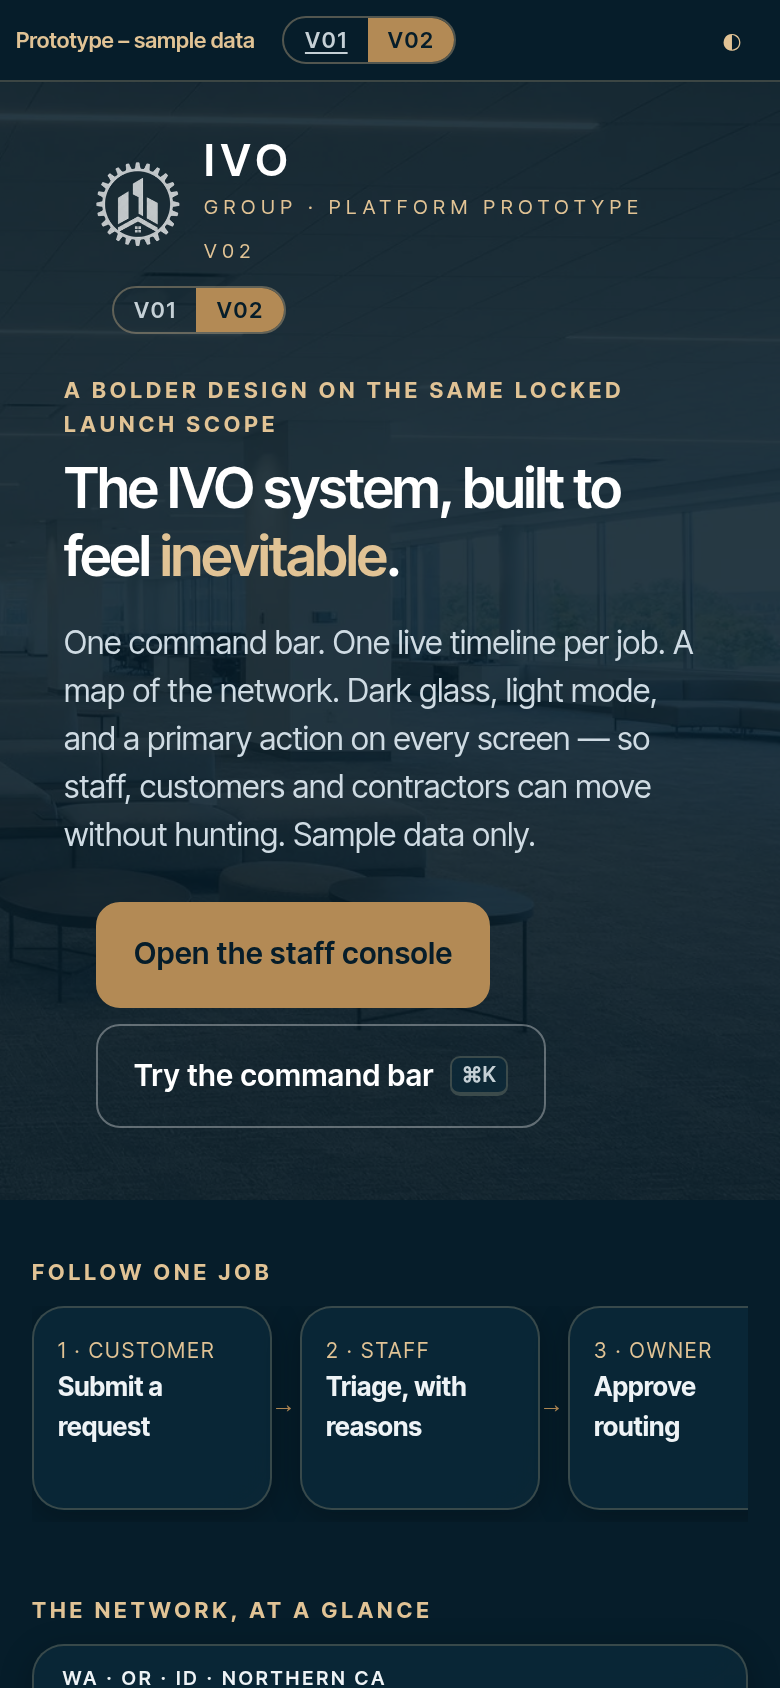 Prototype – sample data
V01 V02
IVO
GROUP · PLATFORM PROTOTYPE
V02
V01 V02
A BOLDER DESIGN ON THE SAME LOCKED
LAUNCH SCOPE
The IVO system, built to
feel inevitable.
One command bar. One live timeline per job. A
map of the network. Dark glass, light mode,
and a primary action on every screen — so
staff, customers and contractors can move
without hunting. Sample data only.
Open the staff console
Try the command bar ⌘K
FOLLOW ONE JOB
1 · CUSTOMER
Submit a
request
→
2 · STAFF
Triage, with
reasons
→
3 · OWNER
Approve
routing
THE NETWORK, AT A GLANCE
WA · OR · ID · NORTHERN CA